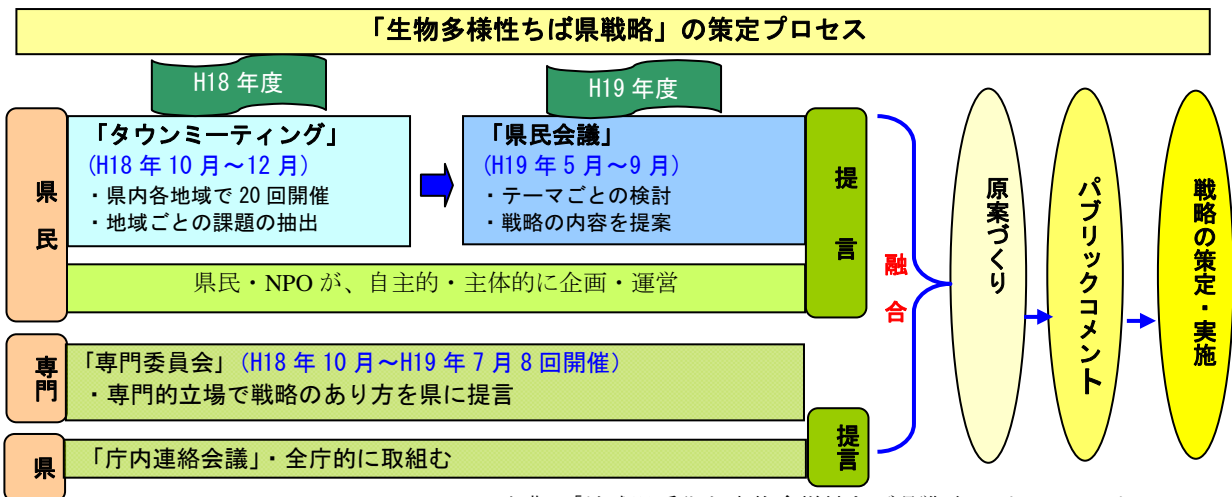 「生物多様性ちば県戦略」の策定プロセス
H18 年度
H19 年度
県民
「タウンミーティング」
(H18 年 10 月～12 月)
・県内各地域で 20 回開催
・地域ごとの課題の抽出
「県民会議」
(H19 年 5 月～9 月)
・テーマごとの検討
・戦略の内容を提案
提言
県民・NPO が、自主的・主体的に企画・運営
専門
「専門委員会」(H18 年 10 月～H19 年 7 月 8 回開催)
・専門的立場で戦略のあり方を県に提言
県
「庁内連絡会議」・全庁的に取組む
提言
融合
原案づくり
パブリックコメント
戦略の策定・実施